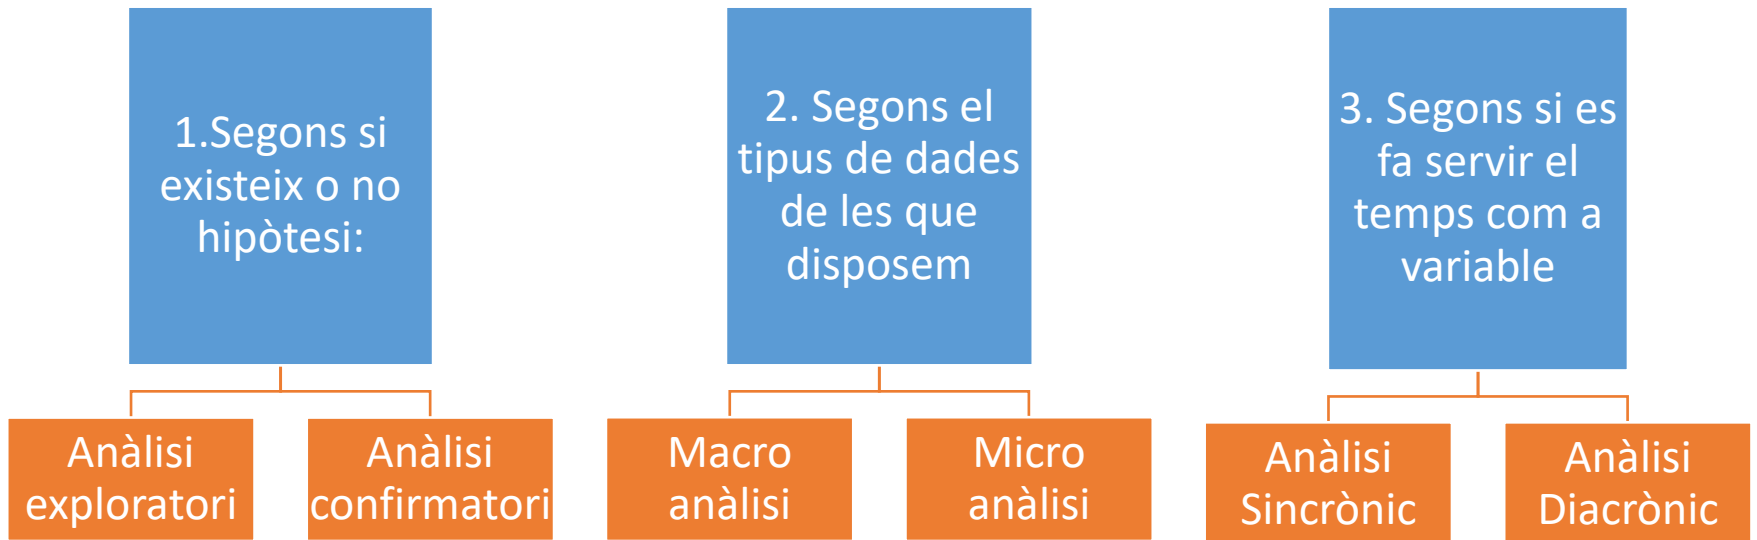 1.Segons si
existeix o no
hipòtesi:
Anàlisi
exploratori
Anàlisi
confirmatori
2. Segons el
tipus de dades
de les que
disposem
Macro
anàlisi
Micro
anàlisi
3. Segons si es
fa servir el
temps com a
variable
Anàlisi
Sincrònic
Anàlisi
Diacrònic